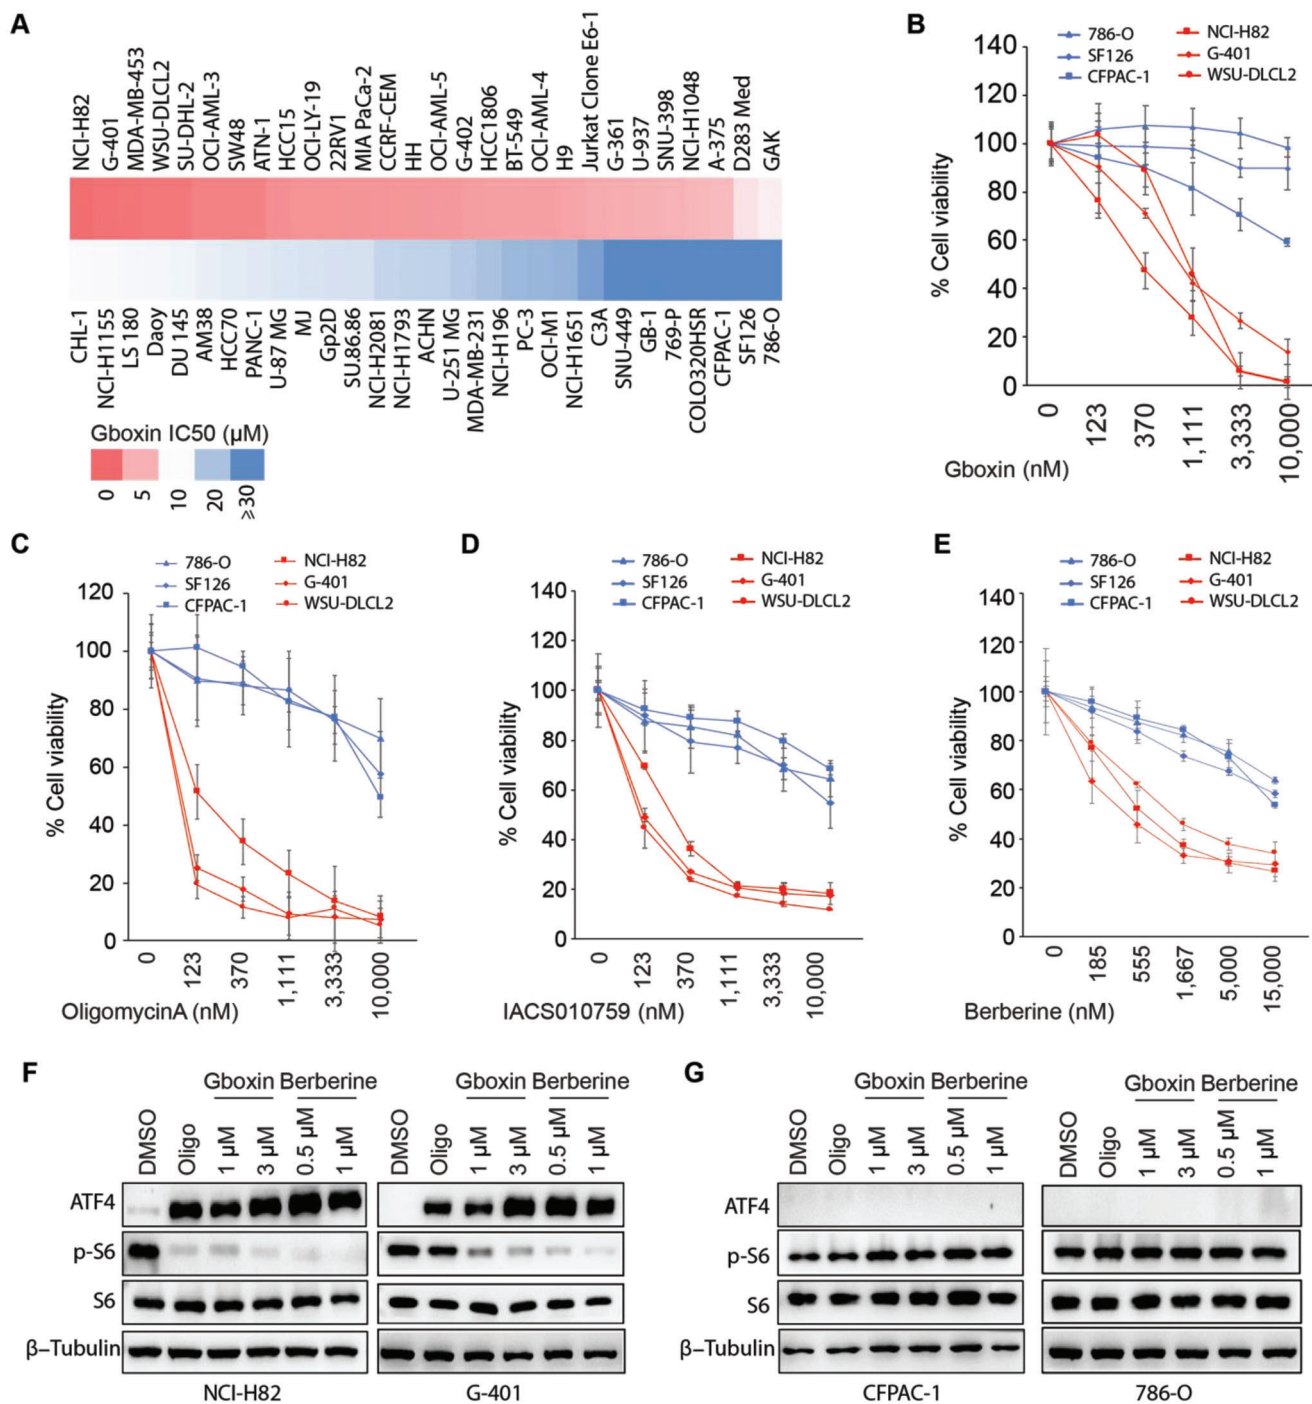 A
NCI-H82
G-401
MDA-MB-453
WSU-DLCL2
SU-DHL-2
OCI-AML-3
SW48
ATN-1
HCC15
OCI-LY-19
22RV1
MIA PaCa-2
CCRF-CEM
HH
OCI-AML-5
G-402
HCC1806
BT-549
OCI-AML-4
H9
Jurkat Clone E6-1
G-361
U-937
SNU-398
NCI-H1048
A-375
D283 Med
GAK
CHL-1
NCI-H1155
LS 180
Daoy
DU 145
AM38
HCC70
PANC-1
U-87 MG
MJ
Gp2D
SU.86.86
NCI-H2081
NCI-H1793
ACHN
U-251 MG
MDA-MB-231
NCI-H196
PC-3
OCI-M1
NCI-H1651
C3A
SNU-449
GB-1
769-P
COLO320HSR
CFPAC-1
SF126
786-O
Gboxin IC50 (μM)
0
5
10
20
⩾30
B
786-O
SF126
CFPAC-1
NCI-H82
G-401
WSU-DLCL2
% Cell viability
140
120
100
80
60
40
20
0
0
123
370
1,111
3,333
10,000
Gboxin (nM)
C
786-O
SF126
CFPAC-1
NCI-H82
G-401
WSU-DLCL2
% Cell viability
120
100
80
60
40
20
0
0
123
370
1,111
3,333
10,000
OligomycinA (nM)
D
786-O
SF126
CFPAC-1
NCI-H82
G-401
WSU-DLCL2
% Cell viability
140
120
100
80
60
40
20
0
0
123
370
1,111
3,333
10,000
IACS010759 (nM)
E
786-O
SF126
CFPAC-1
NCI-H82
G-401
WSU-DLCL2
% Cell viability
140
120
100
80
60
40
20
0
0
185
555
1,667
5,000
15,000
Berberine (nM)
F
Gboxin Berberine
DMSO
Oligo
1 μM
3 μM
0.5 μM
1 μM
Gboxin Berberine
DMSO
Oligo
1 μM
3 μM
0.5 μM
1 μM
ATF4
p-S6
S6
β–Tubulin
NCI-H82
G-401
G
Gboxin Berberine
DMSO
Oligo
1 μM
3 μM
0.5 μM
1 μM
Gboxin Berberine
DMSO
Oligo
1 μM
3 μM
0.5 μM
1 μM
ATF4
p-S6
S6
β–Tubulin
CFPAC-1
786-O